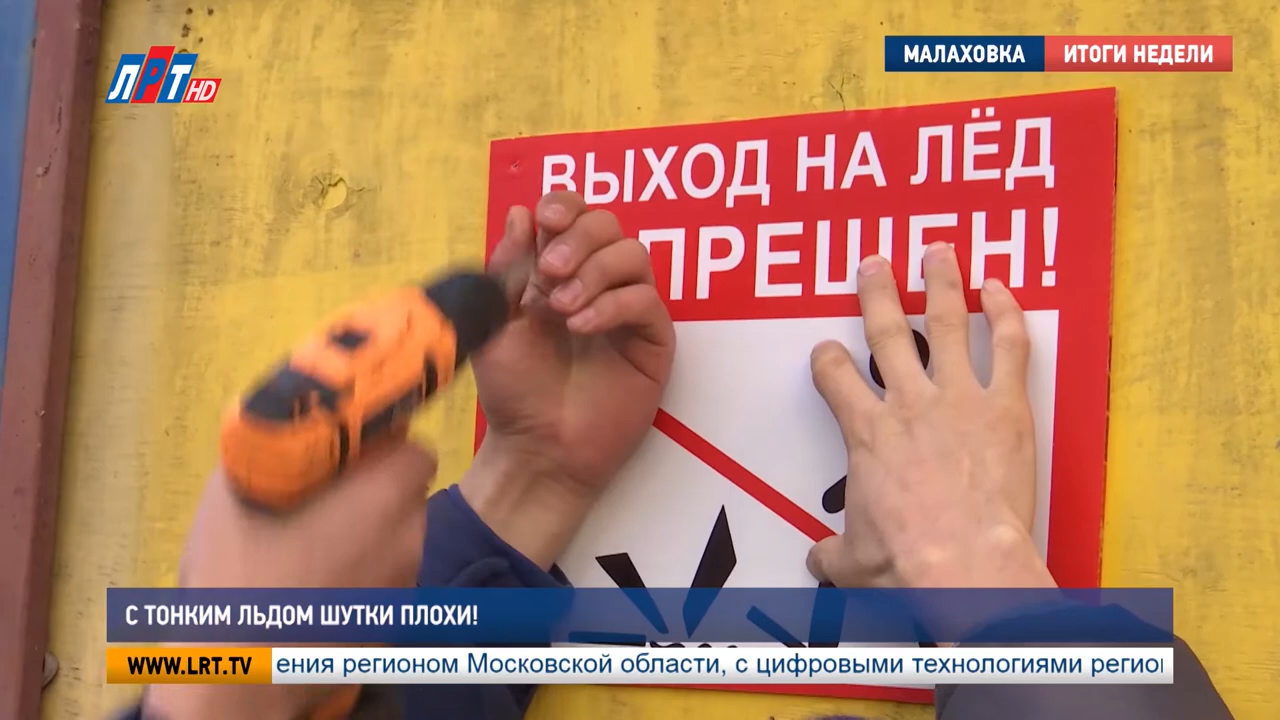 ЛРТ HD
МАЛАХОВКА ИТОГИ НЕДЕЛИ
ВЫХОД НА ЛЁД
ПРЕЩЕН!
С ТОНКИМ ЛЬДОМ ШУТКИ ПЛОХИ!
WWW.LRT.TV ения регионом Московской области, с цифровыми технологиями регио